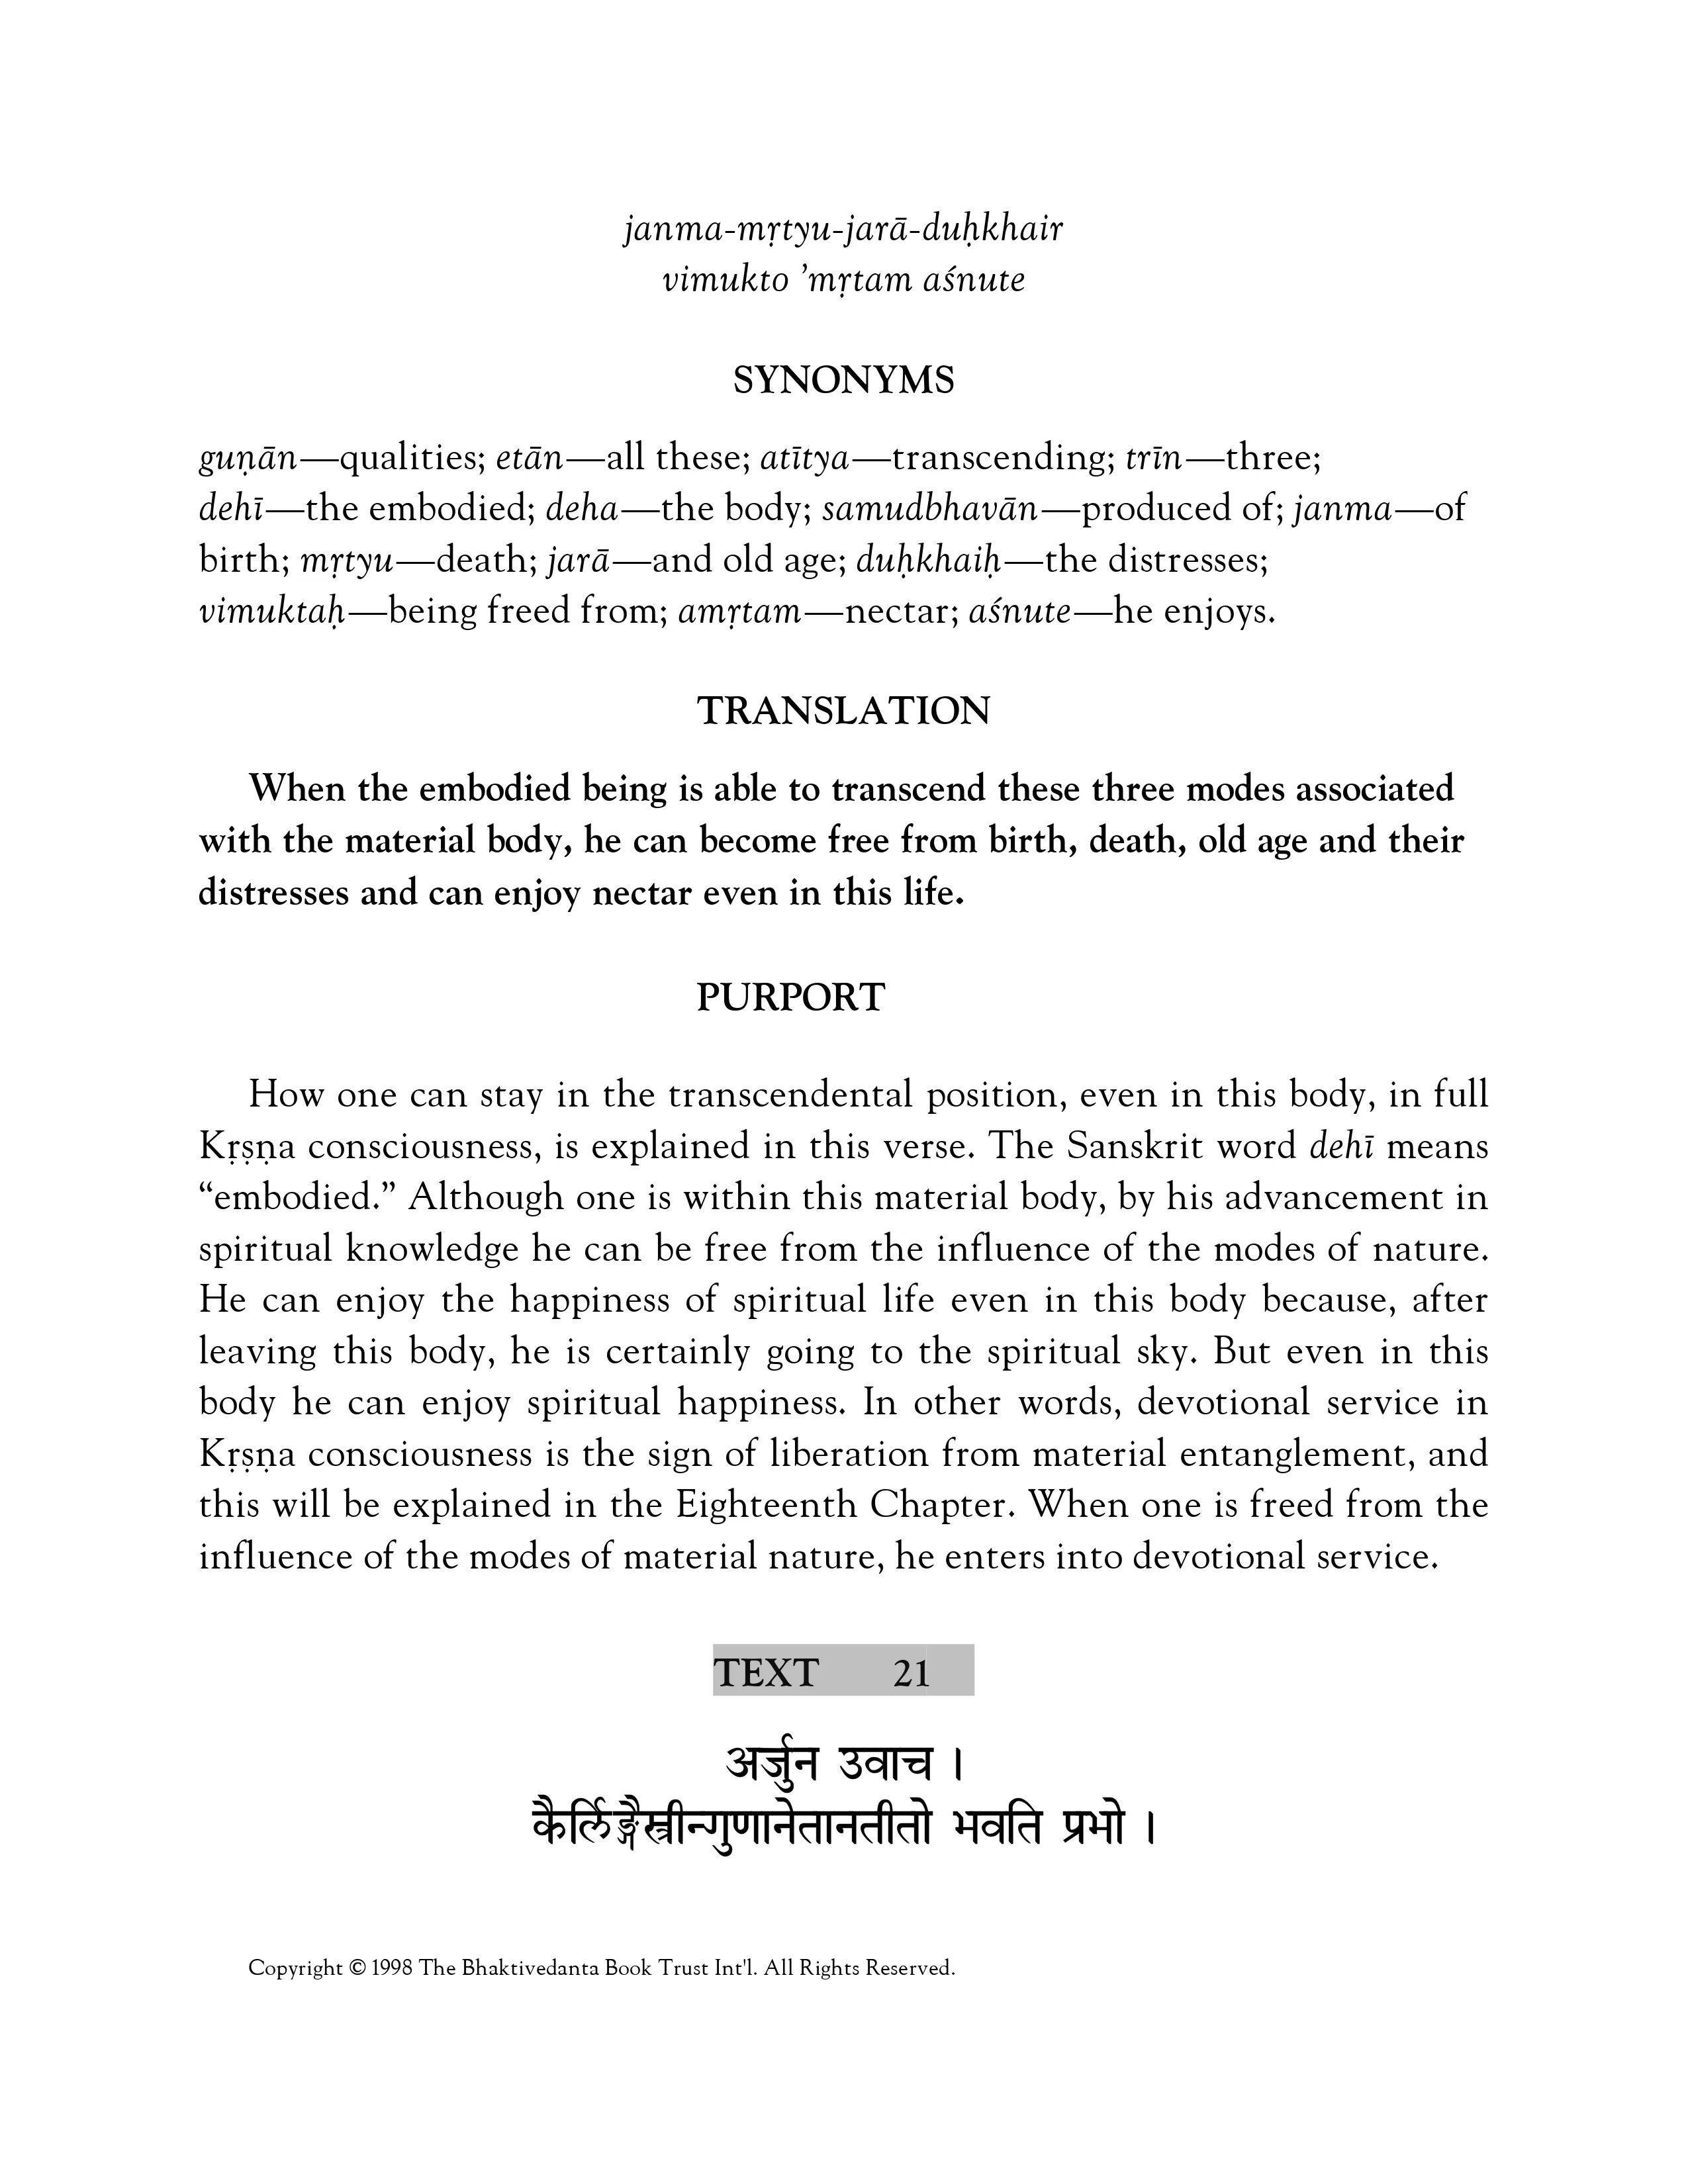 janma-mṛtyu-jarā-duḥkhair
vimukto ’mṛtam aśnute
SYNONYMS
guṇān—qualities; etān—all these; atītya—transcending; trīn—three;
dehī—the embodied; deha—the body; samudbhavān—produced of; janma—of
birth; mṛtyu—death; jarā—and old age; duḥkhaiḥ—the distresses;
vimuktaḥ—being freed from; amṛtam—nectar; aśnute—he enjoys.
TRANSLATION
When the embodied being is able to transcend these three modes associated
with the material body, he can become free from birth, death, old age and their
distresses and can enjoy nectar even in this life.
PURPORT
How one can stay in the transcendental position, even in this body, in full
Kṛṣṇa consciousness, is explained in this verse. The Sanskrit word dehī means
“embodied.” Although one is within this material body, by his advancement in
spiritual knowledge he can be free from the influence of the modes of nature.
He can enjoy the happiness of spiritual life even in this body because, after
leaving this body, he is certainly going to the spiritual sky. But even in this
body he can enjoy spiritual happiness. In other words, devotional service in
Kṛṣṇa consciousness is the sign of liberation from material entanglement, and
this will be explained in the Eighteenth Chapter. When one is freed from the
influence of the modes of material nature, he enters into devotional service.
TEXT 21
अर्जुन उवाच ।
कैर्लिङ्गैस्त्रीन्गुणानेतानतीतो भवति प्रभो ।
Copyright © 1998 The Bhaktivedanta Book Trust Int'l. All Rights Reserved.